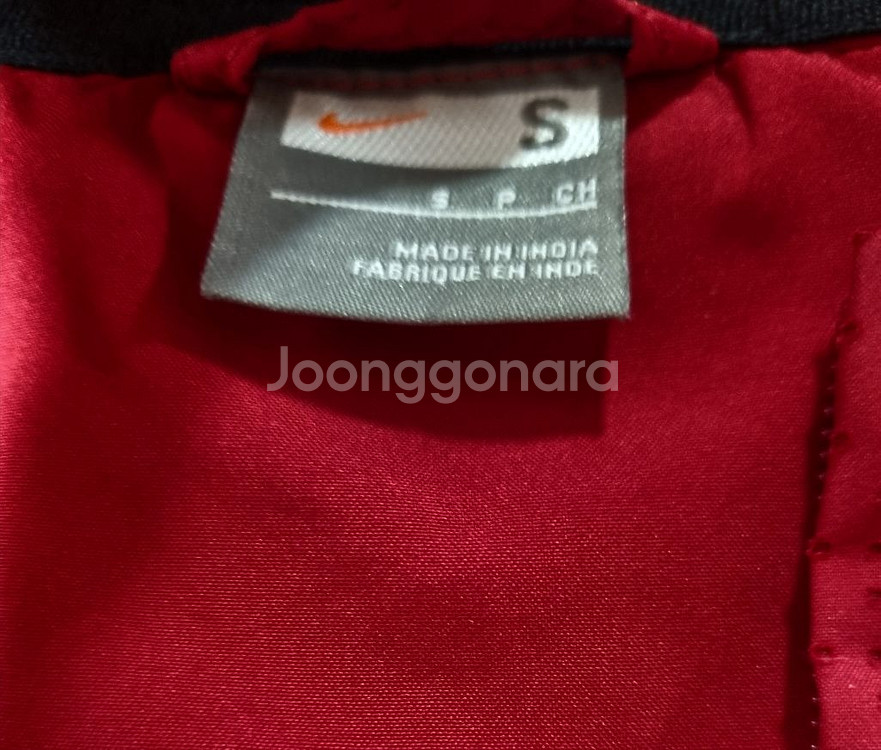 S
S P CH
MADE IN INDIA
FABRIQUE EN INDE
Joonggonara